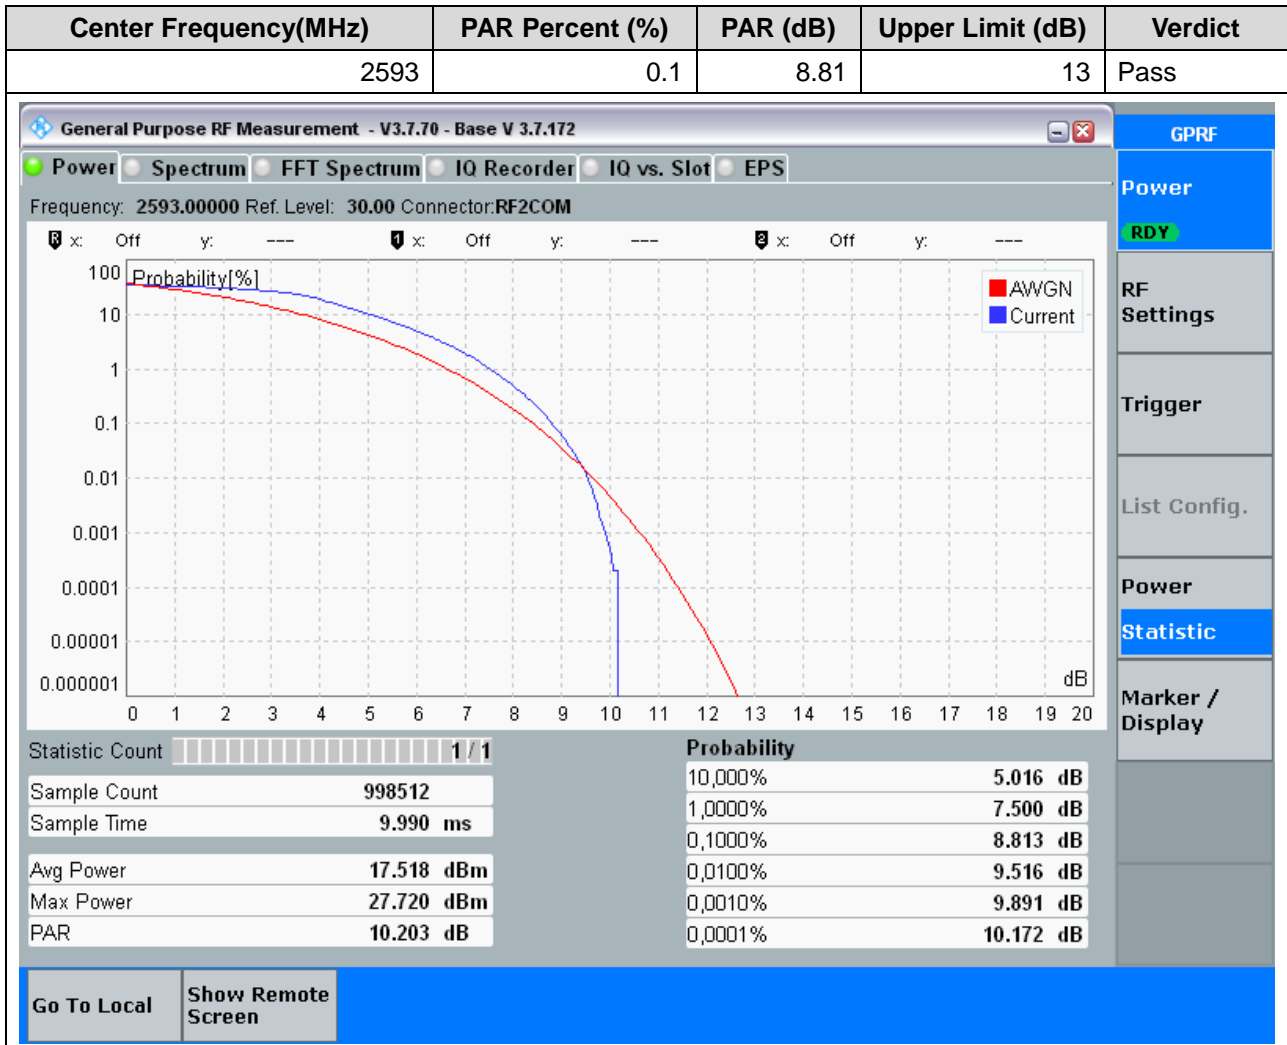 Center Frequency(MHz) PAR Percent (%) PAR (dB) Upper Limit (dB) Verdict
2593 0.1 8.81 13 Pass
General Purpose RF Measurement - V3.7.70 - Base V 3.7.172
GPRF
Power Spectrum FFT Spectrum IQ Recorder IQ vs. Slot EPS
Power
RDY
Frequency: 2593.00000 Ref. Level: 30.00 Connector:RF2COM
R x: Off y: --- 1 x: Off y: --- 2 x: Off y: ---
100 Probability[%]
AWGN
Current
10
1
0.1
0.01
0.001
0.0001
0.00001
0.000001
dB
0 1 2 3 4 5 6 7 8 9 10 11 12 13 14 15 16 17 18 19 20
RF
Settings
Trigger
List Config.
Power
Statistic
Marker /
Display
Statistic Count 1 / 1
Sample Count 998512
Sample Time 9.990 ms
Avg Power 17.518 dBm
Max Power 27.720 dBm
PAR 10.203 dB
Probability
10,000% 5.016 dB
1,0000% 7.500 dB
0,1000% 8.813 dB
0,0100% 9.516 dB
0,0010% 9.891 dB
0,0001% 10.172 dB
Go To Local
Show Remote
Screen